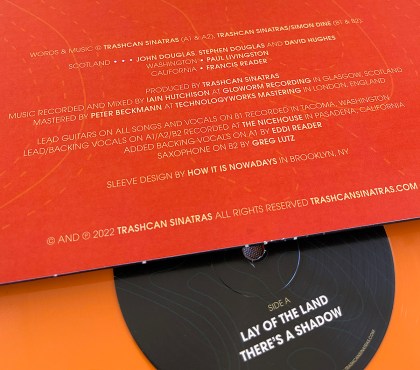 WORDS & MUSIC © TRASHCAN SINATRAS (A1 & A2), TRASHCAN SINATRAS/SIMON DINE (B1 & B2),
SCOTLAND • • • JOHN DOUGLAS, STEPHEN DOUGLAS AND DAVID HUGHES
WASHINGTON • PAUL LIVINGSTON
CALIFORNIA • FRANCIS READER
PRODUCED BY TRASHCAN SINATRAS
MUSIC RECORDED AND MIXED BY IAIN HUTCHISON AT GLOWORM RECORDING IN GLASGOW, SCOTLAND
MASTERED BY PETER BECKMANN AT TECHNOLOGYWORKS MASTERING IN LONDON, ENGLAND
LEAD GUITARS ON ALL SONGS AND VOCALS ON B1 RECORDED IN TACOMA, WASHINGTON
LEAD/BACKING VOCALS ON A1/A2/B2 RECORDED AT THE NICEHOUSE IN PASADENA, CALIFORNIA
ADDED BACKING VOCALS ON A1 BY EDDI READER
SAXOPHONE ON B2 BY GREG LUTZ
SLEEVE DESIGN BY HOW IT IS NOWADAYS IN BROOKLYN, NY
© AND ℗ 2022 TRASHCAN SINATRAS ALL RIGHTS RESERVED TRASHCANSINATRAS.COM
SIDE A
LAY OF THE LAND
THERE'S A SHADOW